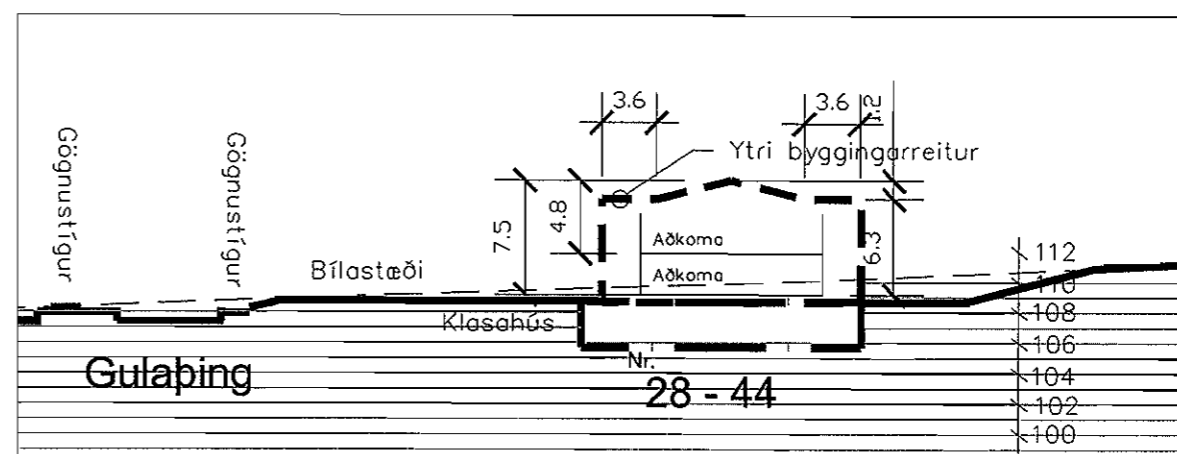 3.6
3.6
1.2
Ytri byggingarreitur
Gögnustígur
Gögnustígur
7.5
4.8
6.3
Aðkoma
Aðkoma
Bílastæði
Klasahús
112
110
108
106
104
102
100
Gulaþing
Nr.
28 - 44